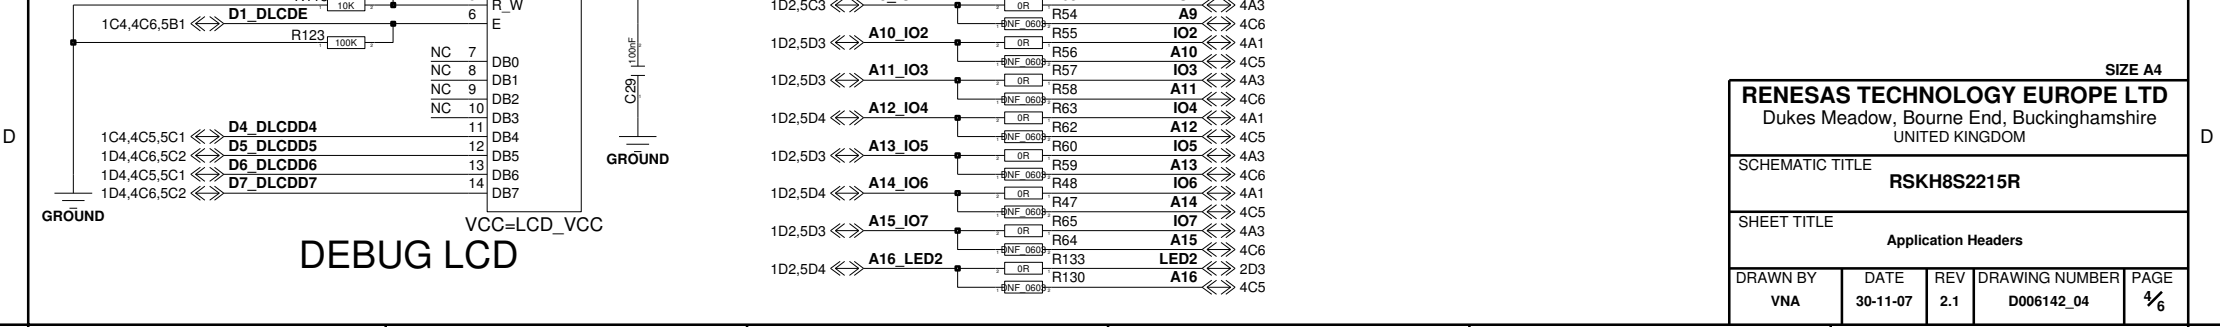 10K
R_W
1C4,4C6,5B1 D1_DLCDE 6 E
R123 100K
NC 7 DB0
NC 8 DB1
NC 9 DB2
NC 10 DB3
1C4,4C5,5C1 D4_DLCDD4 11 DB4
1D4,4C6,5C2 D5_DLCDD5 12 DB5
1D4,4C5,5C1 D6_DLCDD6 13 DB6
1D4,4C6,5C2 D7_DLCDD7 14 DB7
GROUND
VCC=LCD_VCC
DEBUG LCD
100nF
C29
GROUND
1D2,5C3 0R 4A3
DNF_0603 R54 A9 4C6
1D2,5D3 A10_IO2 0R R55 IO2 4A1
DNF_0603 R56 A10 4C5
1D2,5D3 A11_IO3 0R R57 IO3 4A3
DNF_0603 R58 A11 4C6
1D2,5D4 A12_IO4 0R R63 IO4 4A1
DNF_0603 R62 A12 4C5
1D2,5D3 A13_IO5 0R R60 IO5 4A3
DNF_0603 R59 A13 4C6
1D2,5D4 A14_IO6 0R R48 IO6 4A1
DNF_0603 R47 A14 4C5
1D2,5D3 A15_IO7 0R R65 IO7 4A3
DNF_0603 R64 A15 4C6
1D2,5D4 A16_LED2 0R R133 LED2 2D3
DNF_0603 R130 A16 4C5
D
D
SIZE A4
RENESAS TECHNOLOGY EUROPE LTD
Dukes Meadow, Bourne End, Buckinghamshire
UNITED KINGDOM
SCHEMATIC TITLE
RSKH8S2215R
SHEET TITLE
Application Headers
DRAWN BY DATE REV DRAWING NUMBER PAGE
VNA 30-11-07 2.1 D006142_04 4/6